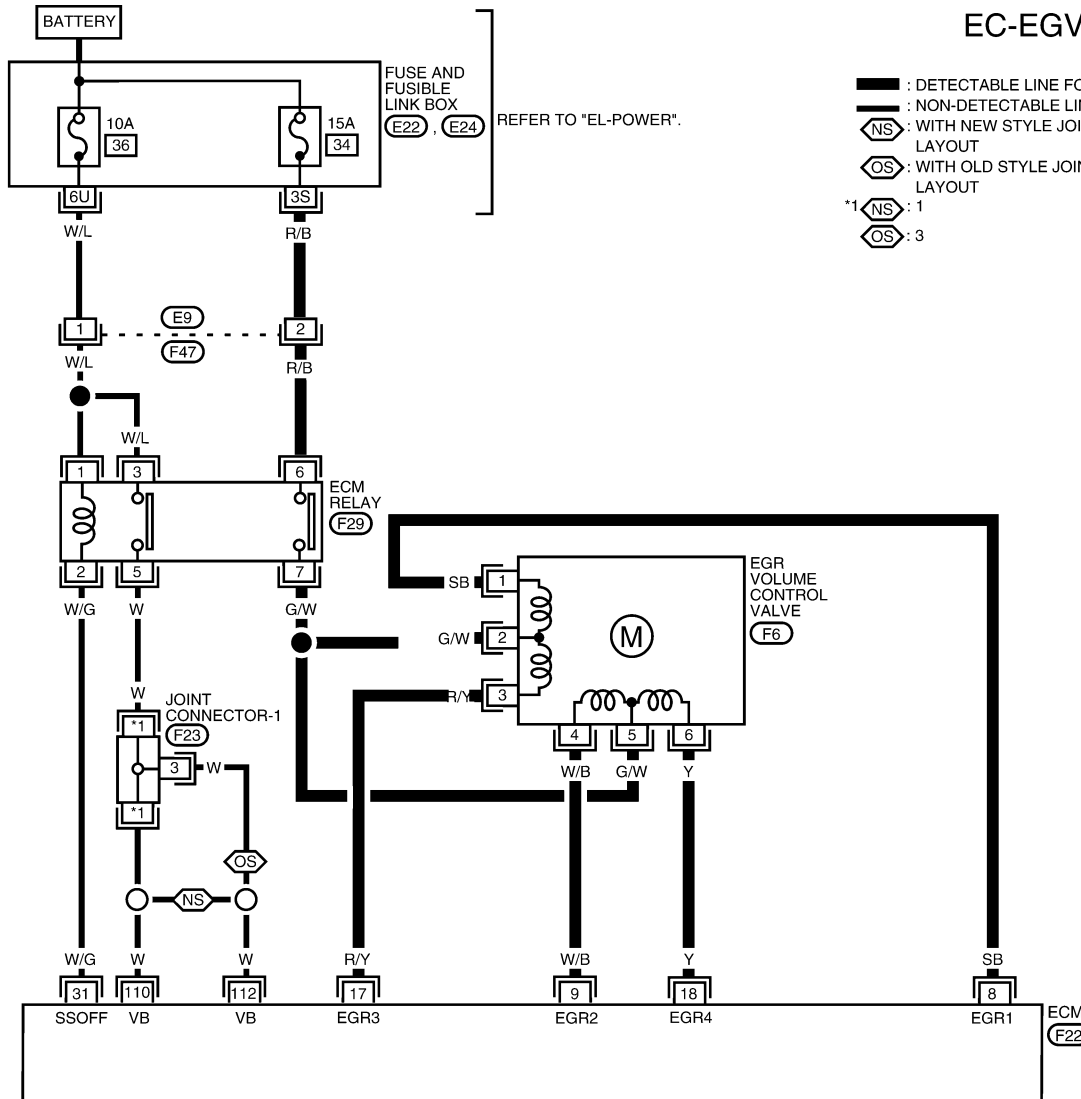 BATTERY
EC-EGV
FUSE AND
FUSIBLE
LINK BOX
E22 , E24
REFER TO "EL-POWER".
10A
36
15A
34
: DETECTABLE LINE FO
: NON-DETECTABLE LI
NS : WITH NEW STYLE JOI
LAYOUT
OS : WITH OLD STYLE JOI
LAYOUT
*1 NS : 1
OS : 3
6U
3S
W/L
R/B
1
E9
2
F47
W/L
R/B
W/L
1
3
6
ECM
RELAY
F29
2
5
7
W/G
W
G/W
SB
1
G/W
2
R/Y
3
M
EGR
VOLUME
CONTROL
VALVE
F6
4
5
6
W/B
G/W
Y
W
JOINT
CONNECTOR-1
F23
*1
3
W
*1
OS
NS
W/G
W
W
R/Y
W/B
Y
SB
31
110
112
17
9
18
8
SSOFF
VB
VB
EGR3
EGR2
EGR4
EGR1
ECM
F22